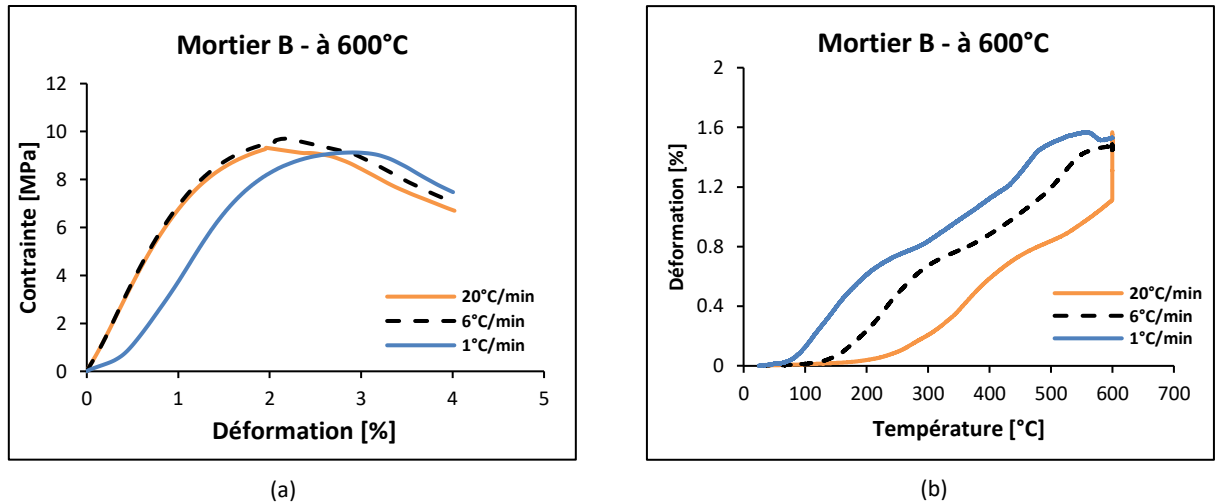 Mortier B - à 600°C
Contrainte [MPa]
12
10
8
6
4
2
0
0 1 2 3 4 5
Déformation [%]
20°C/min
6°C/min
1°C/min
(a)
Mortier B - à 600°C
Déformation [%]
2
1.6
1.2
0.8
0.4
0
0 100 200 300 400 500 600 700
Température [°C]
20°C/min
6°C/min
1°C/min
(b)